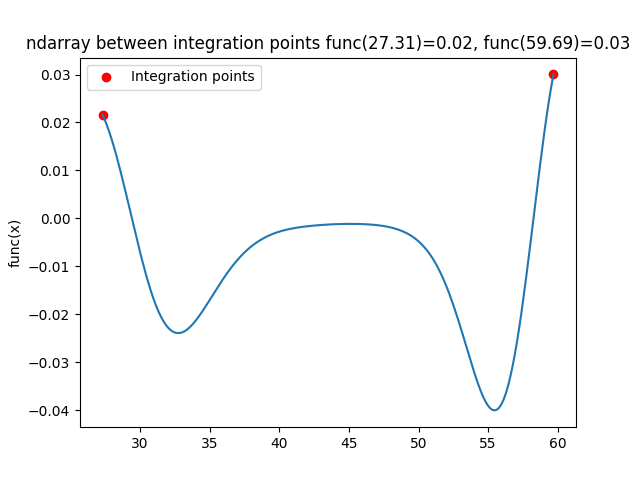 ndarray between integration points func(27.31)=0.02, func(59.69)=0.03
Integration points
func(x)
0.03
0.02
0.01
0.00
−0.01
−0.02
−0.03
−0.04
30 35 40 45 50 55 60